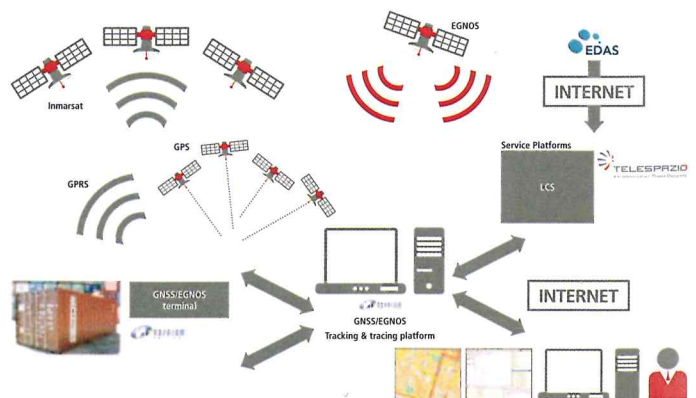 EGNOS
EDAS
INTERNET
Inmarsat
GPS
Service Platforms
TELESPAZIO
GPRS
LCS
GNSS/EGNOS
terminal
INTERNET
GNSS/EGNOS
Tracking & tracing platform